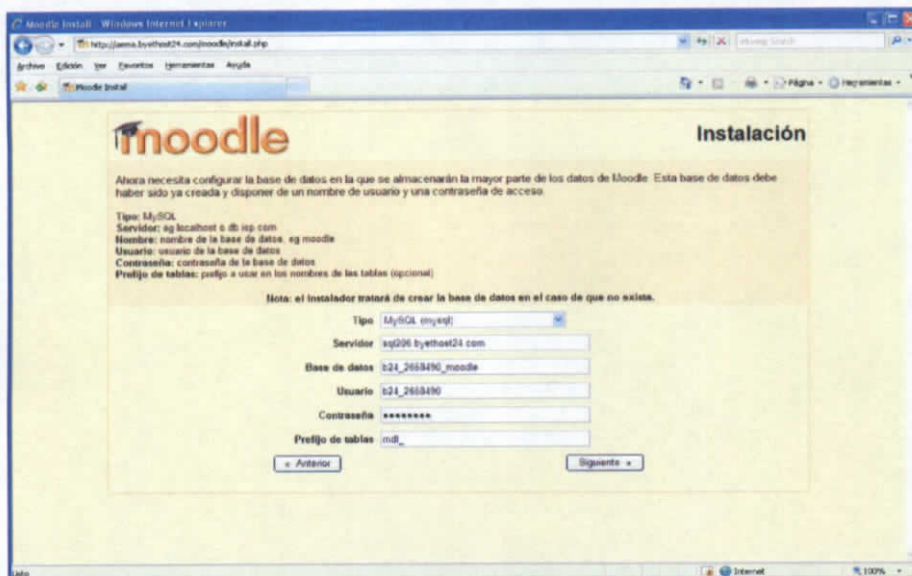 Moodle Install - Windows Internet Explorer
http://aema.byethost24.com/moodle/install.php
Archivo Edición Ver Favoritos Herramientas Ayuda
Moodle Install
Página Herramientas
moodle
Instalación
Ahora necesita configurar la base de datos en la que se almacenarán la mayor parte de los datos de Moodle. Esta base de datos debe
haber sido ya creada y disponer de un nombre de usuario y una contraseña de acceso.
Tipo: MySQL
Servidor: eg localhost o db.isp.com
Nombre: nombre de la base de datos, eg moodle
Usuario: usuario de la base de datos
Contraseña: contraseña de la base de datos
Prefijo de tablas: prefijo a usar en los nombres de las tablas (opcional)
Nota: el instalador tratará de crear la base de datos en el caso de que no exista.
Tipo MySQL (mysql)
Servidor sql206.byethost24.com
Base de datos b24_2658490_moodle
Usuario b24_2658490
Contraseña ••••••••
Prefijo de tablas mdl_
« Anterior
Siguiente »
Listo
Internet
100%